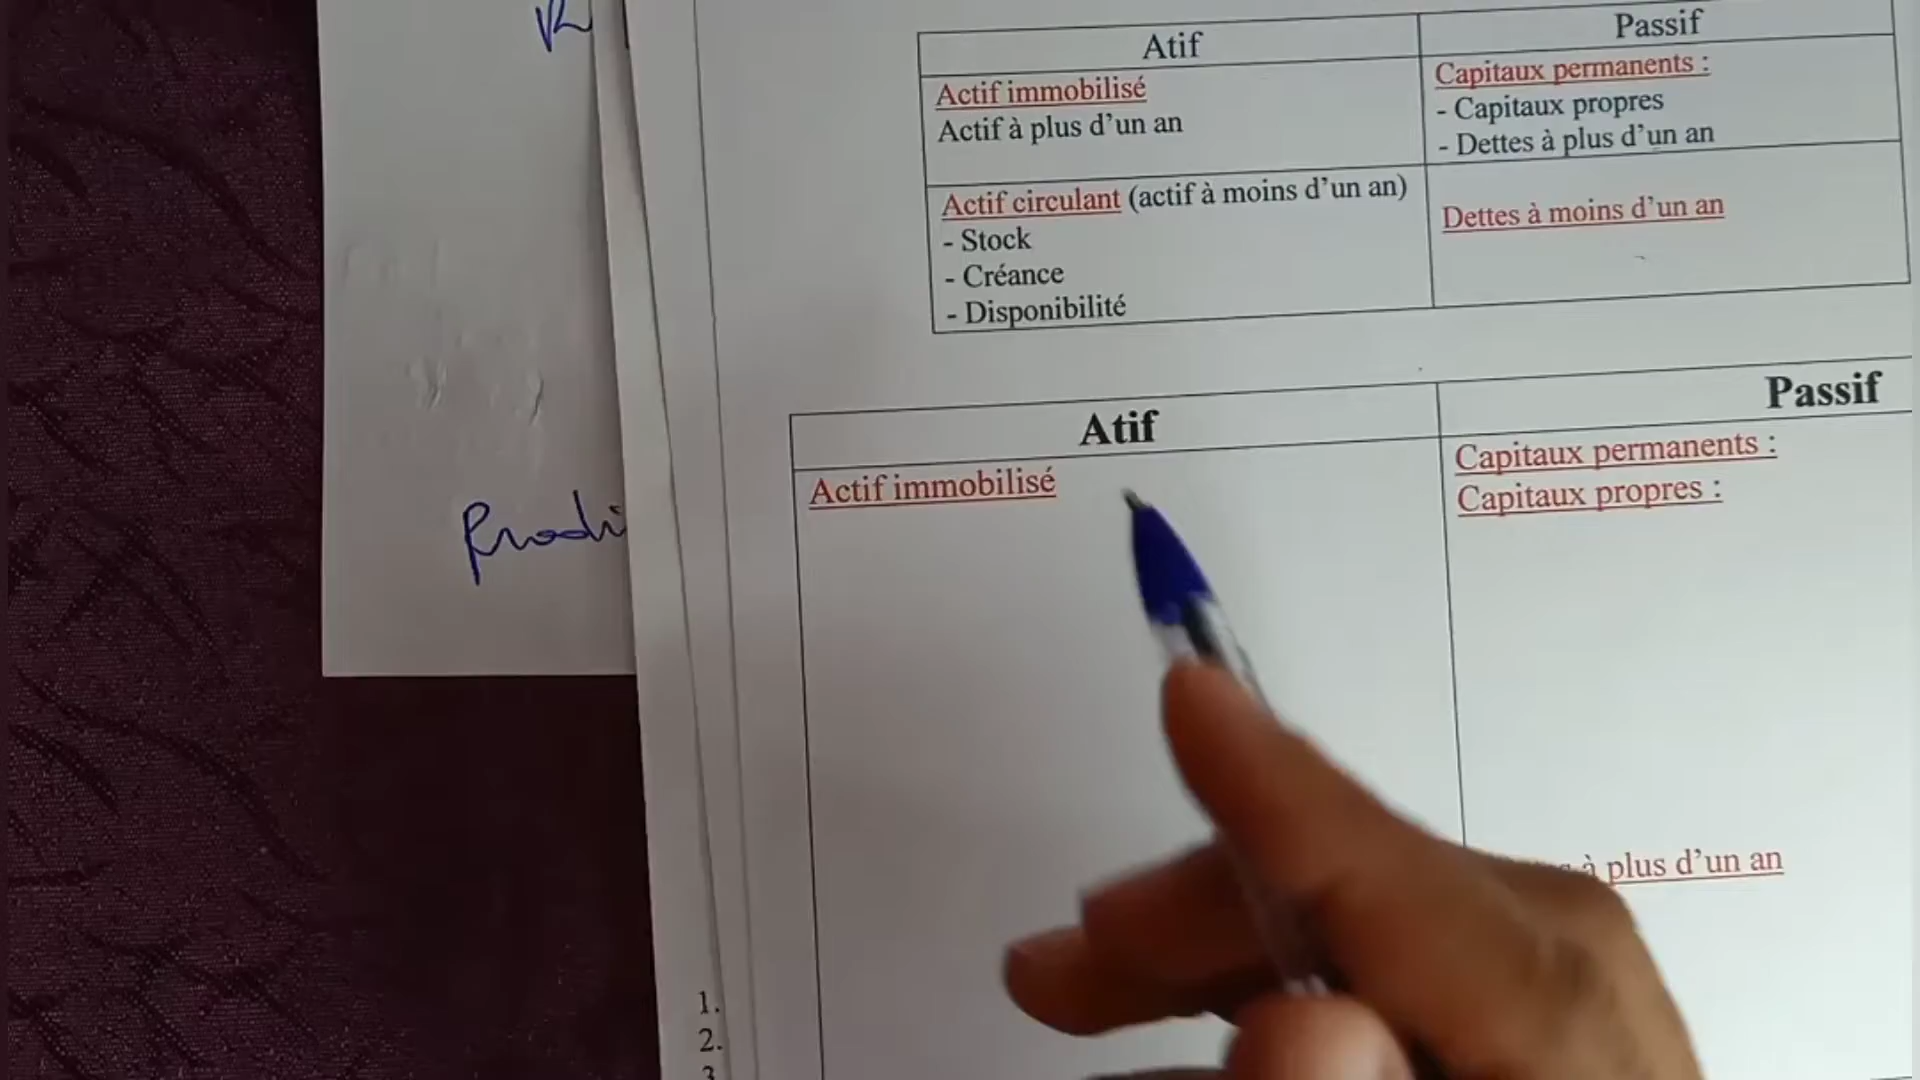 Atif
Passif
Actif immobilisé
Actif à plus d'un an
Capitaux permanents :
- Capitaux propres
- Dettes à plus d'un an
Actif circulant (actif à moins d'un an)
- Stock
- Créance
- Disponibilité
Dettes à moins d'un an
Atif
Passif
Actif immobilisé
Capitaux permanents :
Capitaux propres :
à plus d'un an
1.
2.
3